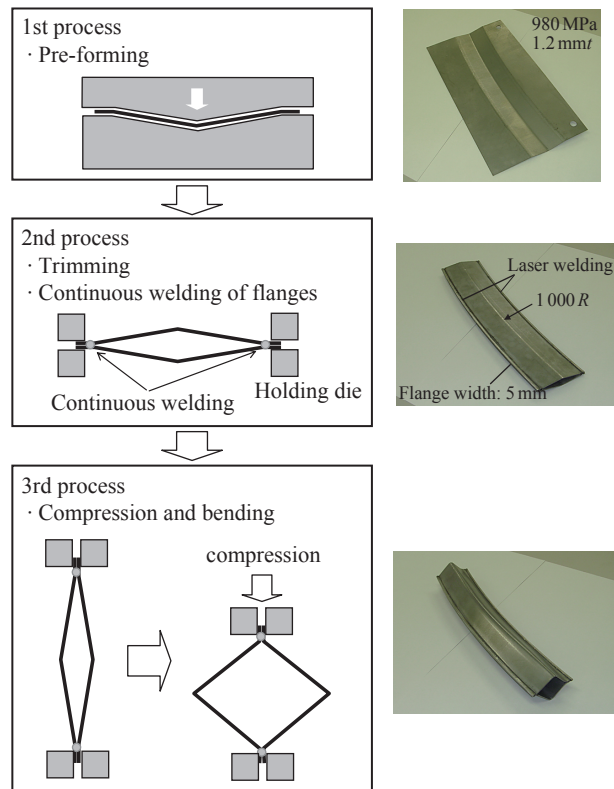 1st process
· Pre-forming
980 MPa
1.2 mmt
2nd process
· Trimming
· Continuous welding of flanges
Continuous welding
Holding die
Laser welding
1 000 R
Flange width: 5 mm
3rd process
· Compression and bending
compression